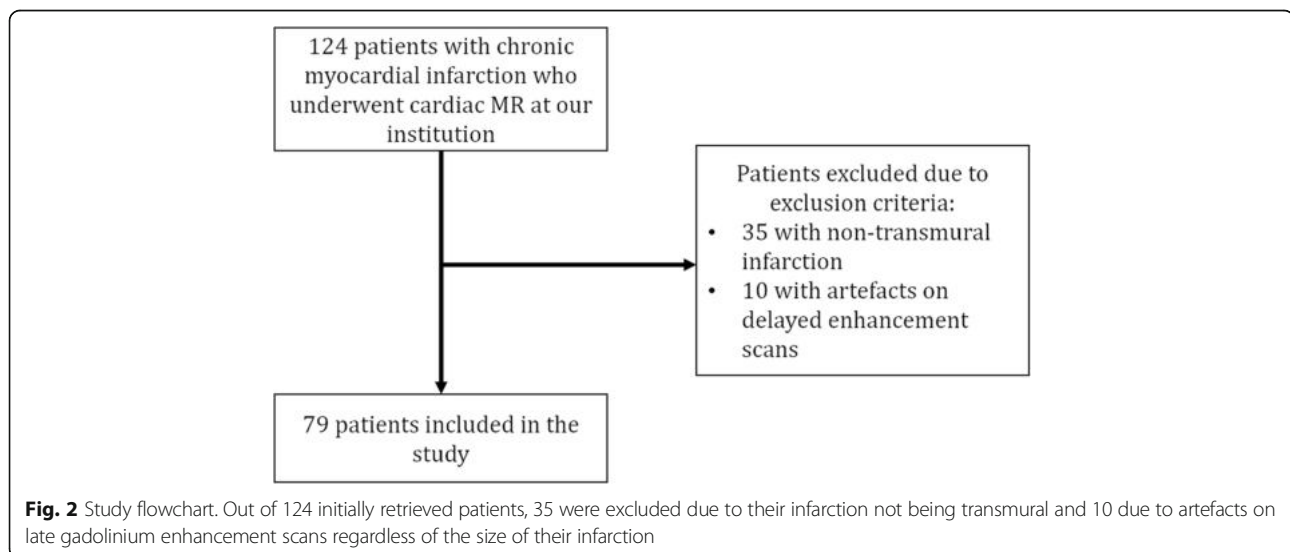 124 patients with chronic
myocardial infarction who
underwent cardiac MR at our
institution
Patients excluded due to
exclusion criteria:
• 35 with non-transmural
infarction
• 10 with artefacts on
delayed enhancement
scans
79 patients included in the
study
Fig. 2 Study flowchart. Out of 124 initially retrieved patients, 35 were excluded due to their infarction not being transmural and 10 due to artefacts on
late gadolinium enhancement scans regardless of the size of their infarction